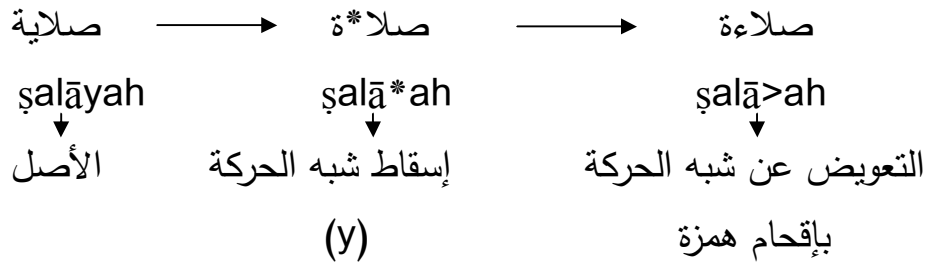 صلاية ⟶ صلا*ة ⟶ صلاءة
ṣalāyah ṣalā*ah ṣalā>ah
الأصل إسقاط شبه الحركة التعويض عن شبه الحركة
(y) بإقحام همزة